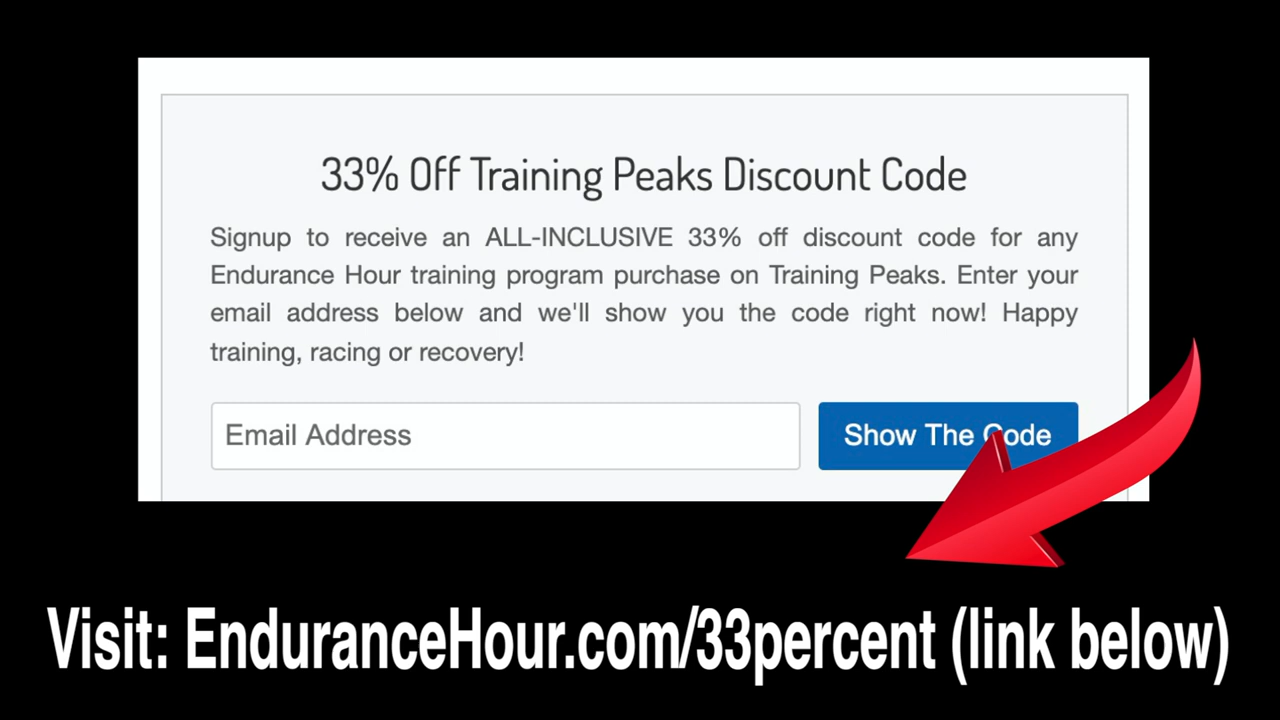 33% Off Training Peaks Discount Code
Signup to receive an ALL-INCLUSIVE 33% off discount code for any
Endurance Hour training program purchase on Training Peaks. Enter your
email address below and we'll show you the code right now! Happy
training, racing or recovery!
Email Address
Show The Code
Visit: EnduranceHour.com/33percent (link below)